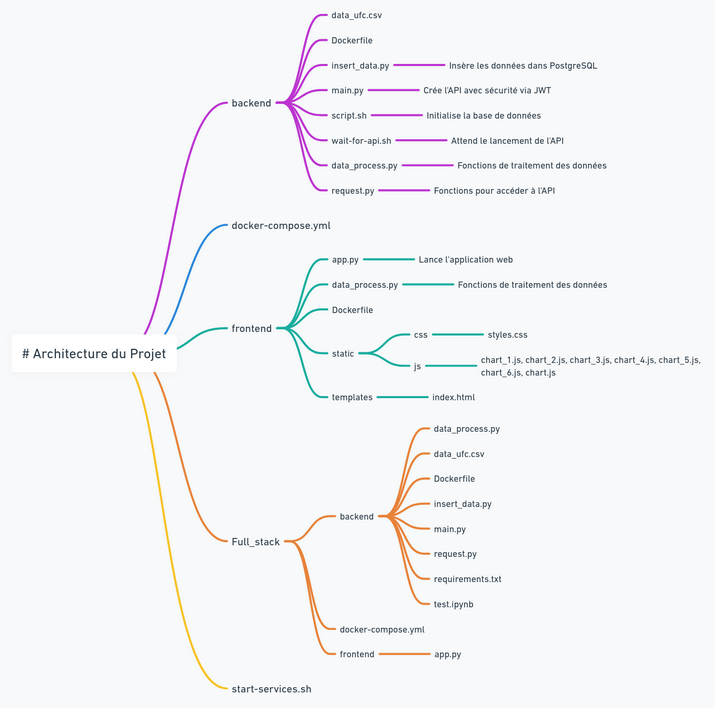 # Architecture du Projet
backend
data_ufc.csv
Dockerfile
insert_data.py
Insère les données dans PostgreSQL
main.py
Crée l'API avec sécurité via JWT
script.sh
Initialise la base de données
wait-for-api.sh
Attend le lancement de l'API
data_process.py
Fonctions de traitement des données
request.py
Fonctions pour accéder à l'API
docker-compose.yml
frontend
app.py
Lance l'application web
data_process.py
Fonctions de traitement des données
Dockerfile
static
css
styles.css
js
chart_1.js, chart_2.js, chart_3.js, chart_4.js, chart_5.js,
chart_6.js, chart.js
templates
index.html
Full_stack
backend
data_process.py
data_ufc.csv
Dockerfile
insert_data.py
main.py
request.py
requirements.txt
test.ipynb
docker-compose.yml
frontend
app.py
start-services.sh